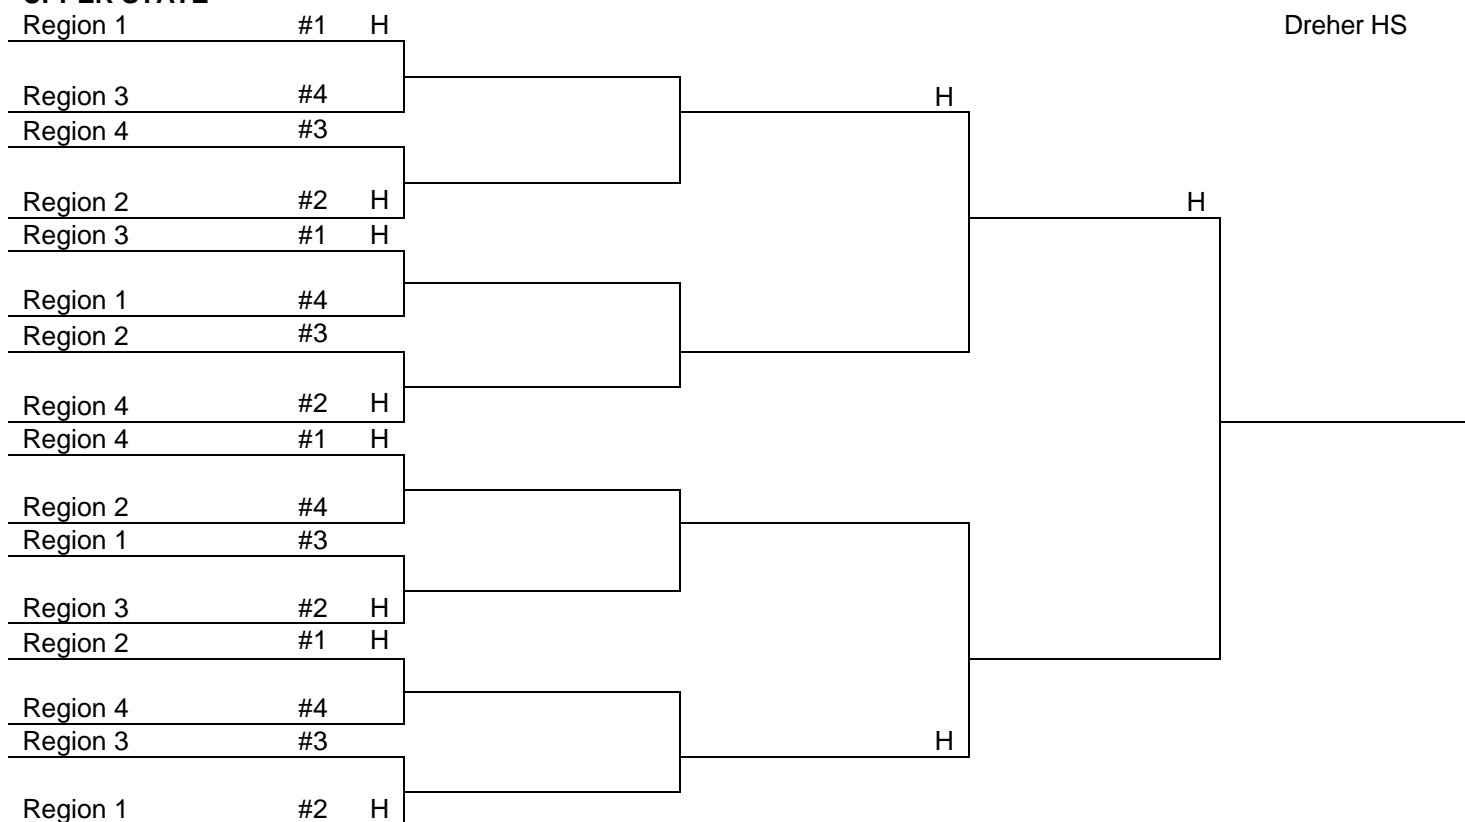 UPPER STATE
Region 1 #1 H Dreher HS
Region 3 #4 H
Region 4 #3
Region 2 #2 H H
Region 3 #1 H
Region 1 #4
Region 2 #3
Region 4 #2 H
Region 4 #1 H
Region 2 #4
Region 1 #3
Region 3 #2 H
Region 2 #1 H
Region 4 #4
Region 3 #3 H
Region 1 #2 H